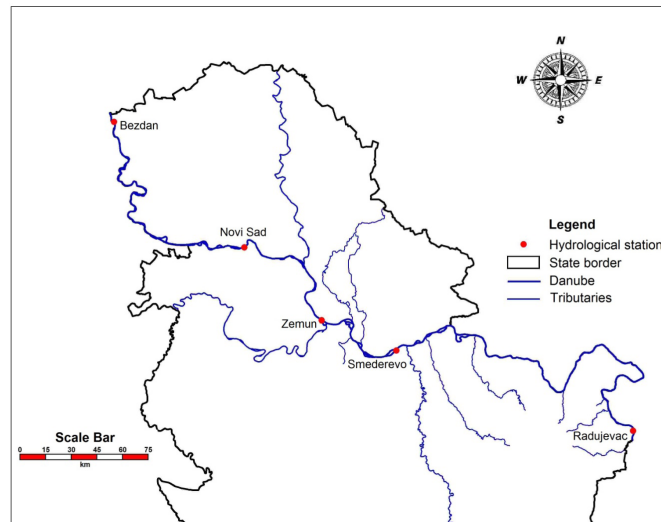 N
W E
S
Bezdan
Novi Sad
Zemun
Smederevo
Radujevac
Legend
Hydrological station
State border
Danube
Tributaries
Scale Bar
0 15 30 45 60 75
km